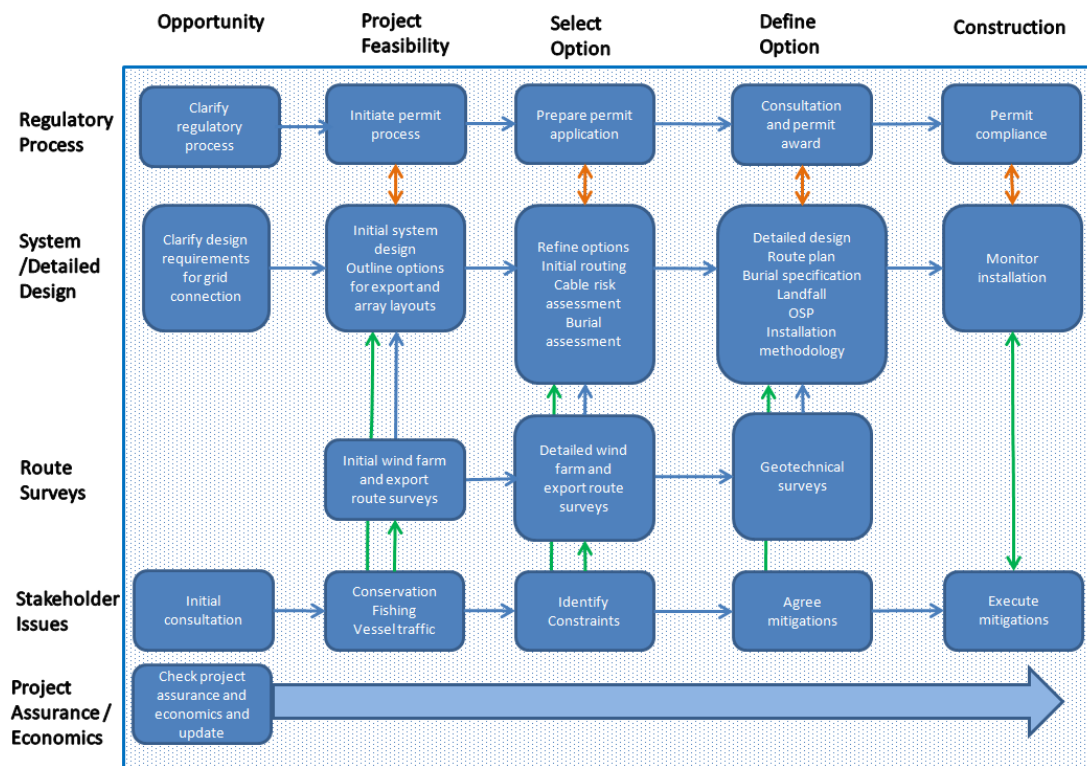 Opportunity
Project
Feasibility
Select
Option
Define
Option
Construction
Regulatory
Process
Clarify
regulatory
process
Initiate permit
process
Prepare permit
application
Consultation
and permit
award
Permit
compliance
System
/Detailed
Design
Clarify design
requirements
for grid
connection
Initial system
design
Outline options
for export and
array layouts
Refine options
Initial routing
Cable risk
assessment
Burial
assessment
Detailed design
Route plan
Burial specification
Landfall
OSP
Installation
methodology
Monitor
installation
Route
Surveys
Initial wind farm
and export
route surveys
Detailed wind
farm and
export route
surveys
Geotechnical
surveys
Stakeholder
Issues
Initial
consultation
Conservation
Fishing
Vessel traffic
Identify
Constraints
Agree
mitigations
Execute
mitigations
Project
Assurance /
Economics
Check project
assurance and
economics and
update